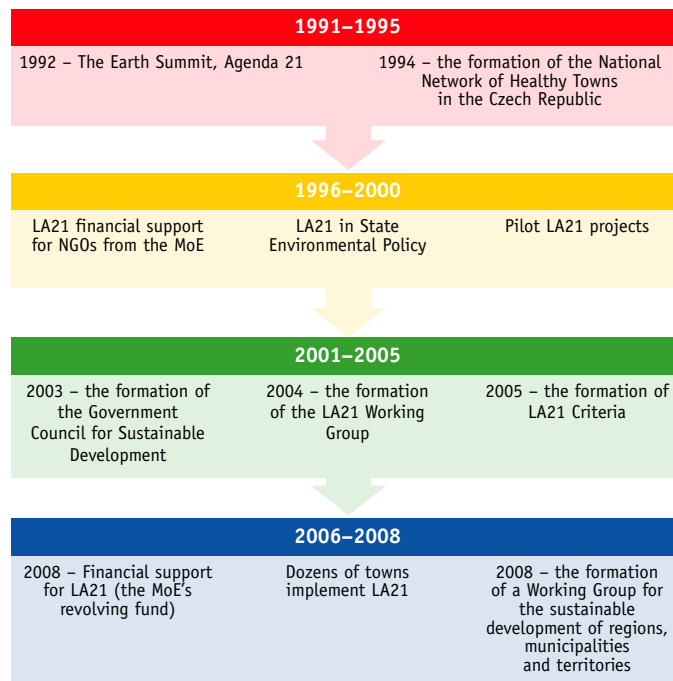 1991–1995
1992 – The Earth Summit, Agenda 21
1994 – the formation of the National
Network of Healthy Towns
in the Czech Republic
1996–2000
LA21 financial support
for NGOs from the MoE
LA21 in State
Environmental Policy
Pilot LA21 projects
2001–2005
2003 – the formation of
the Government
Council for Sustainable
Development
2004 – the formation
of the LA21 Working
Group
2005 – the formation of
LA21 Criteria
2006–2008
2008 – Financial support
for LA21 (the MoE's
revolving fund)
Dozens of towns
implement LA21
2008 – the formation
of a Working Group for
the sustainable
development of regions,
municipalities
and territories